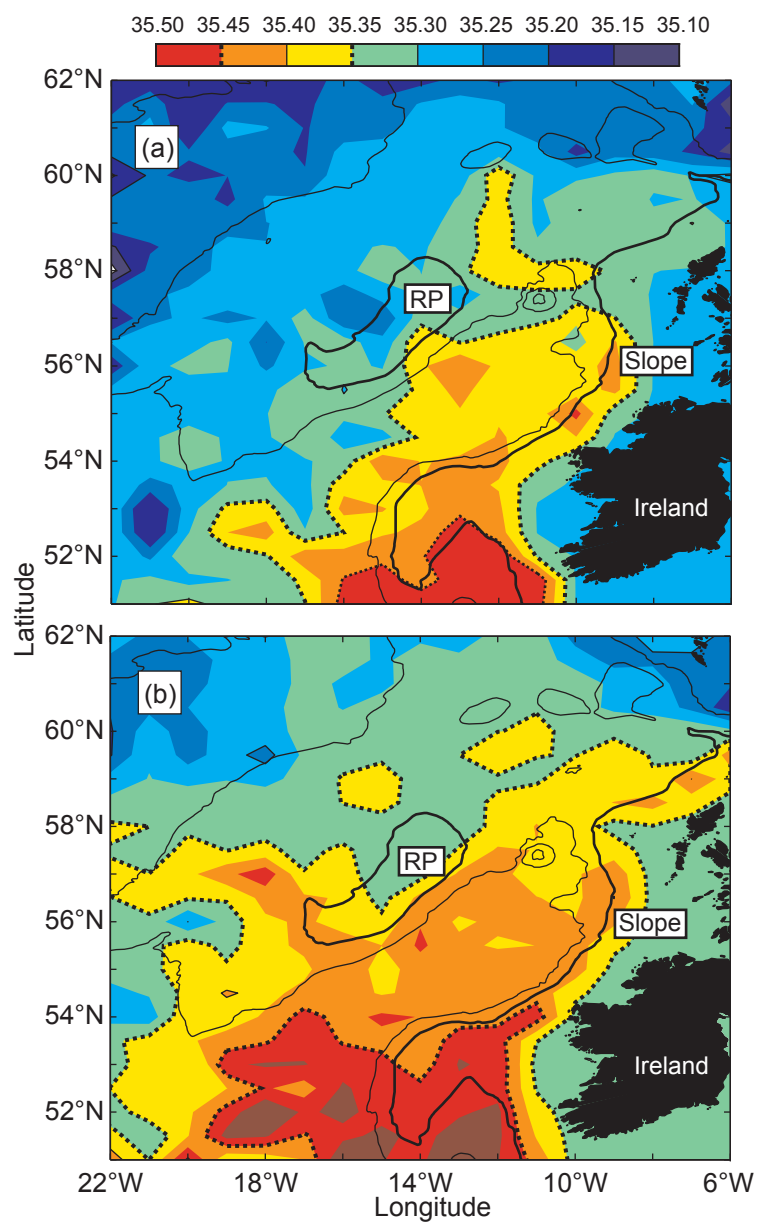 35.50 35.45 35.40 35.35 35.30 35.25 35.20 35.15 35.10
62°N
(a)
60°N
58°N
RP
56°N
Slope
54°N
Ireland
52°N
Latitude
62°N
(b)
60°N
58°N
RP
56°N
Slope
54°N
Ireland
52°N
22°W 18°W 14°W 10°W 6°W
Longitude